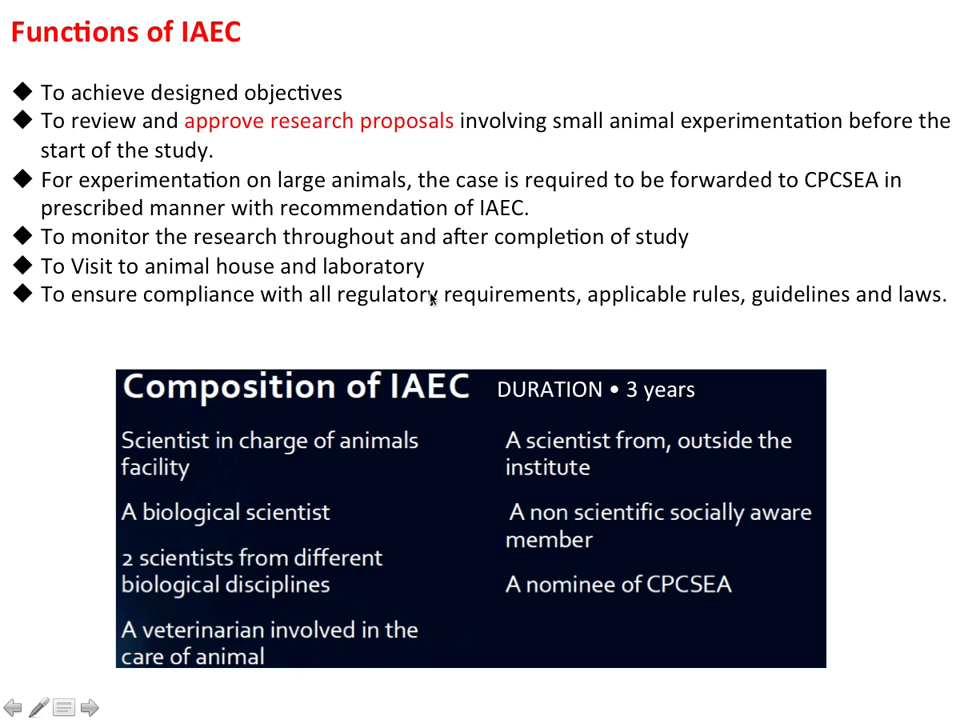 Functions of IAEC
◆ To achieve designed objectives
◆ To review and approve research proposals involving small animal experimentation before the
start of the study.
◆ For experimentation on large animals, the case is required to be forwarded to CPCSEA in
prescribed manner with recommendation of IAEC.
◆ To monitor the research throughout and after completion of study
◆ To Visit to animal house and laboratory
◆ To ensure compliance with all regulatory requirements, applicable rules, guidelines and laws.
Composition of IAEC DURATION • 3 years
Scientist in charge of animals
facility
A biological scientist
2 scientists from different
biological disciplines
A veterinarian involved in the
care of animal
A scientist from, outside the
institute
A non scientific socially aware
member
A nominee of CPCSEA